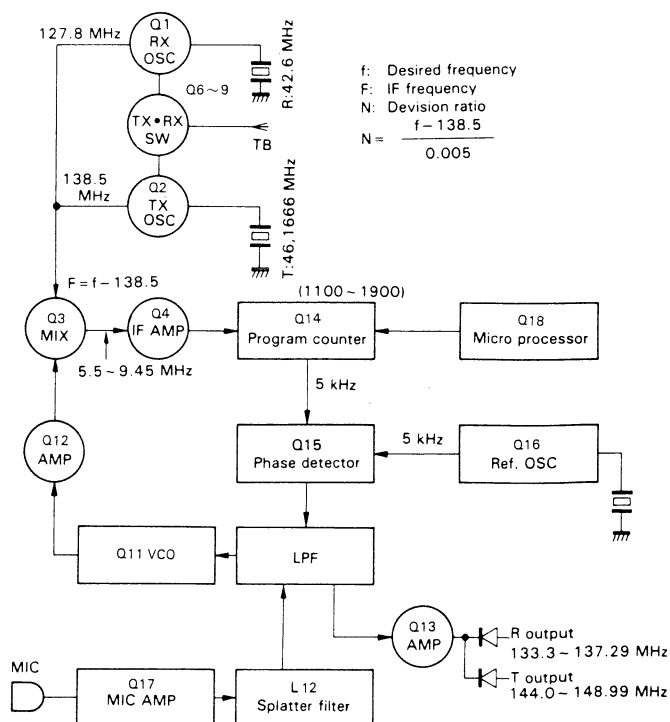 127.8 MHz
Q1
RX
OSC
R:42.6 MHz
Q6~9
TX•RX
SW
TB
138.5
MHz
Q2
TX
OSC
T:46,1666 MHz
f: Desired frequency
F: IF frequency
N: Devision ratio
N= f-138.5
0.005
F=f-138.5
Q3
MIX
Q4
IF AMP
5.5~9.45 MHz
(1100~1900)
Q14
Program counter
Q18
Micro processor
5 kHz
Q15
Phase detector
5 kHz
Q16
Ref. OSC
Q12
AMP
Q11 VCO
LPF
Q13
AMP
R output
133.3~137.29 MHz
T output
144.0~148.99 MHz
MIC
Q17
MIC AMP
L12
Splatter filter